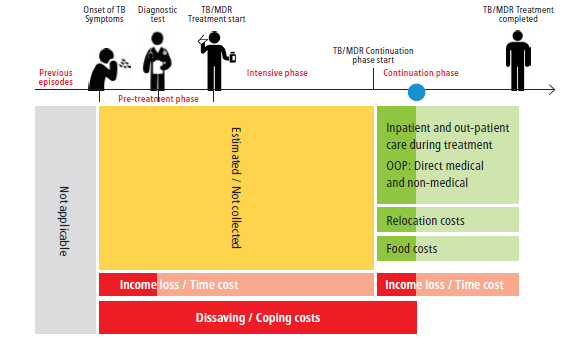 Onset of TB
Symptoms
Diagnostic
test
TB/MDR
Treatment start
TB/MDR Treatment
completed
TB/MDR Continuation
phase start
Previous
episodes
Intensive phase
Continuation phase
Pre-treatment phase
Not applicable
Estimated / Not collected
Inpatient and out-patient
care during treatment
OOP: Direct medical
and non-medical
Relocation costs
Food costs
Income loss / Time cost
Income loss / Time cost
Dissaving / Coping costs